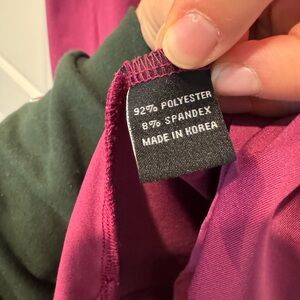 92% POLYESTER
8% SPANDEX
MADE IN KOREA